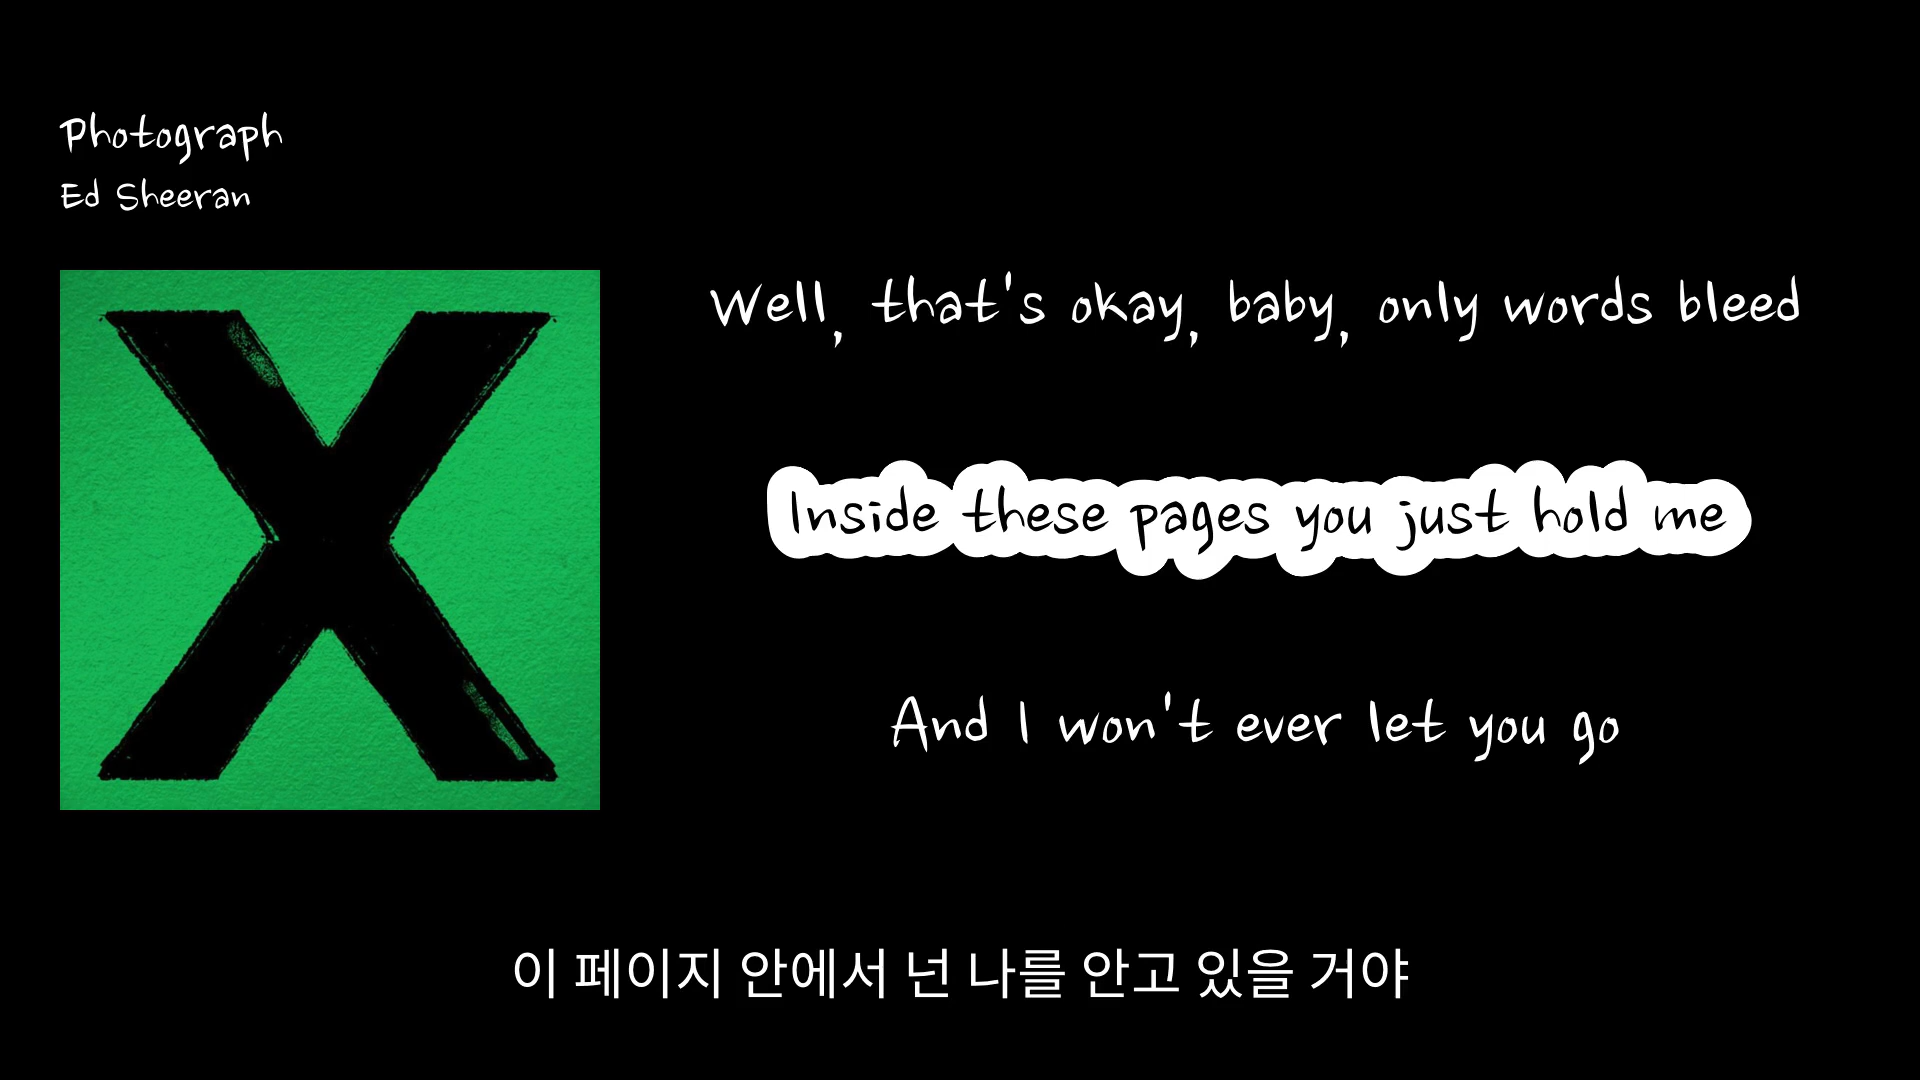 Photograph
Ed Sheeran
X
Well, that's okay, baby, only words bleed
Inside these pages you just hold me
And I won't ever let you go
이 페이지 안에서 넌 나를 안고 있을 거야